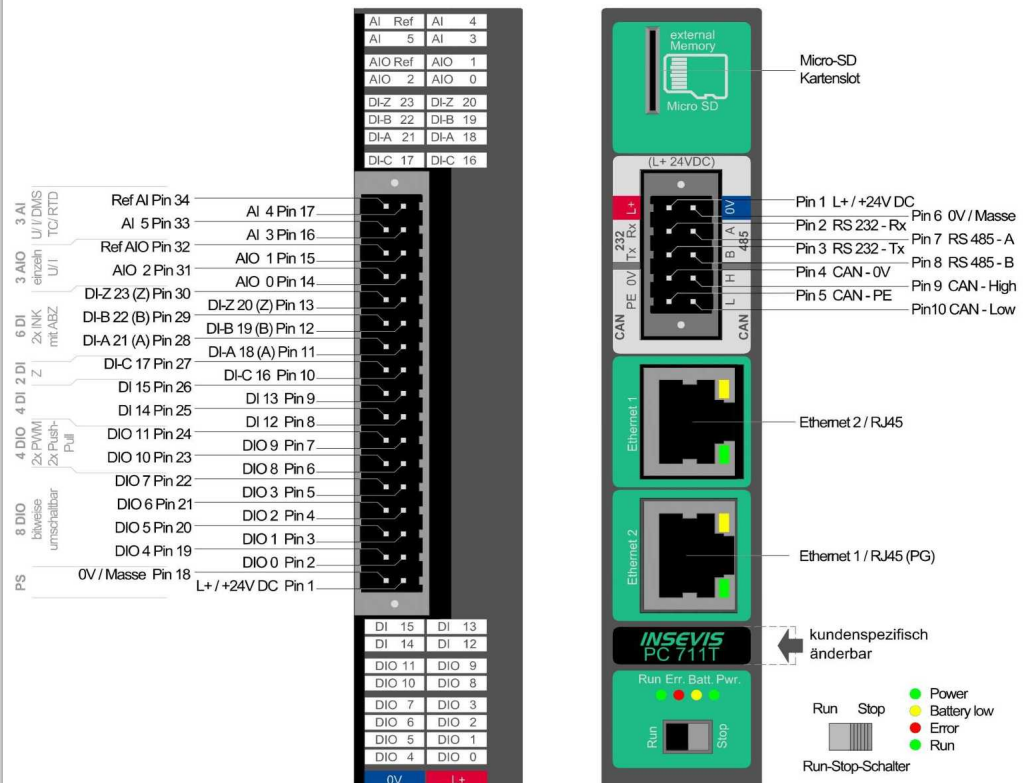 AI Ref AI 4
AI 5 AI 3
AIO Ref AIO 1
AIO 2 AIO 0
DI-Z 23 DI-Z 20
DI-B 22 DI-B 19
DI-A 21 DI-A 18
DI-C 17 DI-C 16
3 AI
U/I/ DMS
TC/ RTD
3 AIO
einzeln
U/I
6 DI
2x INK
mit ABZ
2 DI
Z
4 DI
4 DIO
2x PWM
2x Push-
Pull
8 DIO
bitweise
umschaltbar
PS
Ref AI Pin 34
AI 4 Pin 17
AI 5 Pin 33
AI 3 Pin 16
Ref AIO Pin 32
AIO 1 Pin 15
AIO 2 Pin 31
AIO 0 Pin 14
DI-Z 23 (Z) Pin 30
DI-Z 20 (Z) Pin 13
DI-B 22 (B) Pin 29
DI-B 19 (B) Pin 12
DI-A 21 (A) Pin 28
DI-A 18 (A) Pin 11
DI-C 17 Pin 27
DI-C 16 Pin 10
DI 15 Pin 26
DI 13 Pin 9
DI 14 Pin 25
DI 12 Pin 8
DIO 11 Pin 24
DIO 9 Pin 7
DIO 10 Pin 23
DIO 8 Pin 6
DIO 7 Pin 22
DIO 3 Pin 5
DIO 6 Pin 21
DIO 2 Pin 4
DIO 5 Pin 20
DIO 1 Pin 3
DIO 4 Pin 19
DIO 0 Pin 2
0V / Masse Pin 18
L+ / +24V DC Pin 1
DI 15 DI 13
DI 14 DI 12
DIO 11 DIO 9
DIO 10 DIO 8
DIO 7 DIO 3
DIO 6 DIO 2
DIO 5 DIO 1
DIO 4 DIO 0
0V L+
external
Memory
Micro SD
Micro-SD
Kartenslot
(L+ 24VDC)
L+ 0V
232
Tx Rx
A
B
485
PE 0V
H
L
CAN
CAN
Pin 1 L+ / +24V DC
Pin 6 0V / Masse
Pin 2 RS 232 - Rx
Pin 7 RS 485 - A
Pin 3 RS 232 - Tx
Pin 8 RS 485 - B
Pin 4 CAN - 0V
Pin 9 CAN - High
Pin 5 CAN - PE
Pin10 CAN - Low
Ethernet 1
Ethernet 2 / RJ45
Ethernet 2
Ethernet 1 / RJ45 (PG)
INSEVIS
PC 711T
kundenspezifisch
änderbar
Run Err. Batt. Pwr.
Run
Stop
Run Stop
Run-Stop-Schalter
Power
Battery low
Error
Run